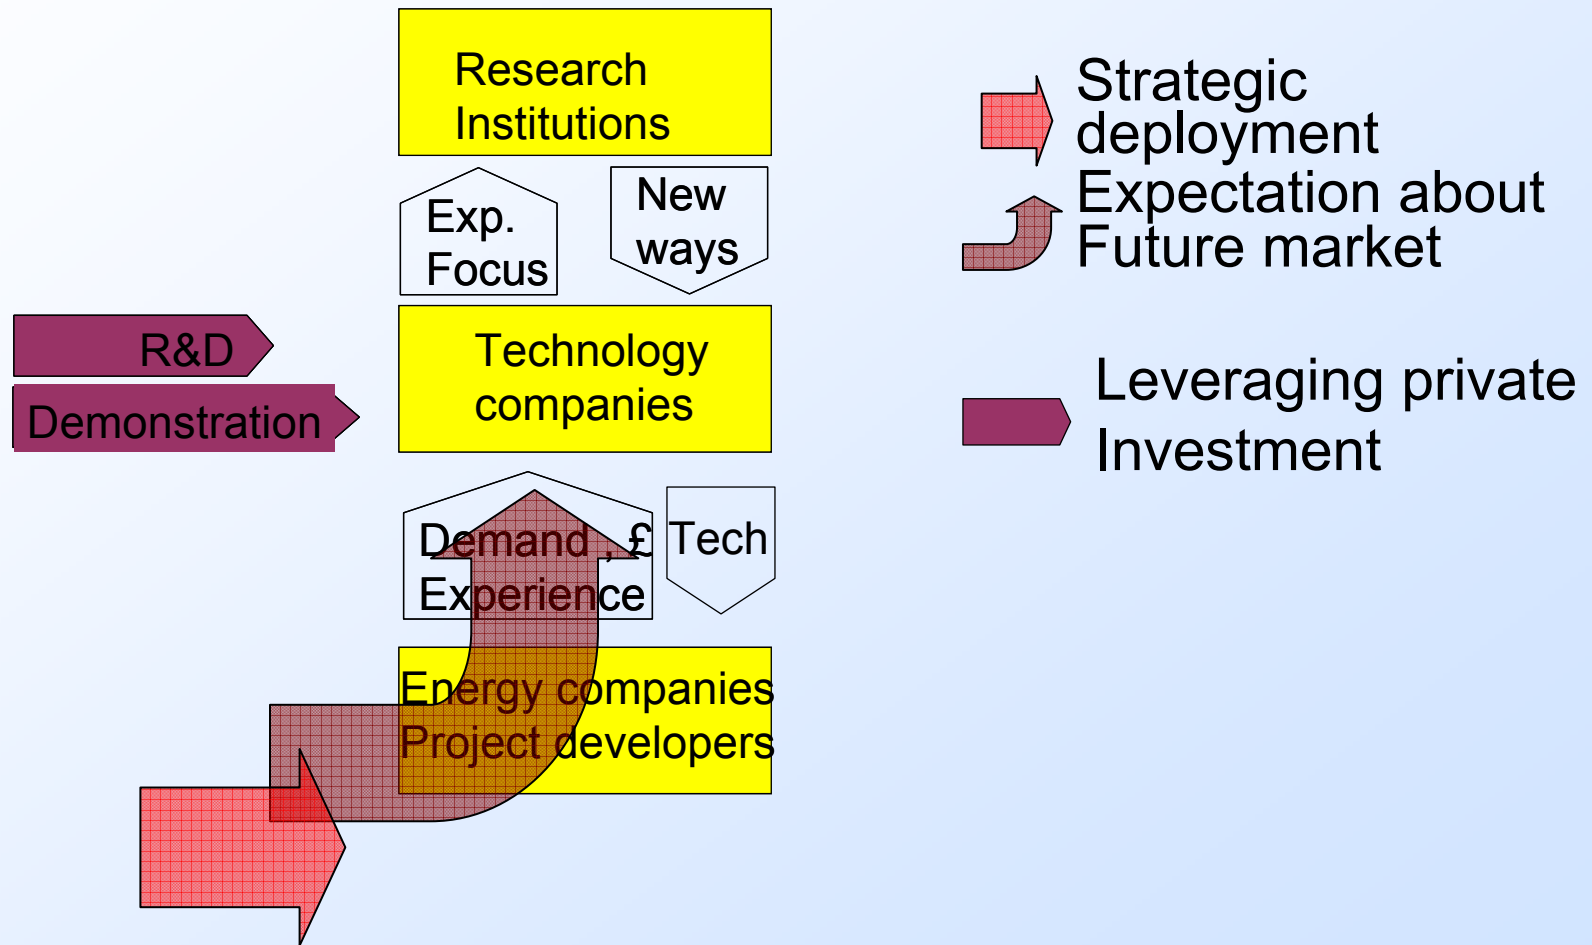 Research
Institutions
Exp.
Focus
New
ways
R&D
Demonstration
Technology
companies
Demand , £
Experience
Tech
Energy companies
Project developers
Strategic
deployment
Expectation about
Future market
Leveraging private
Investment